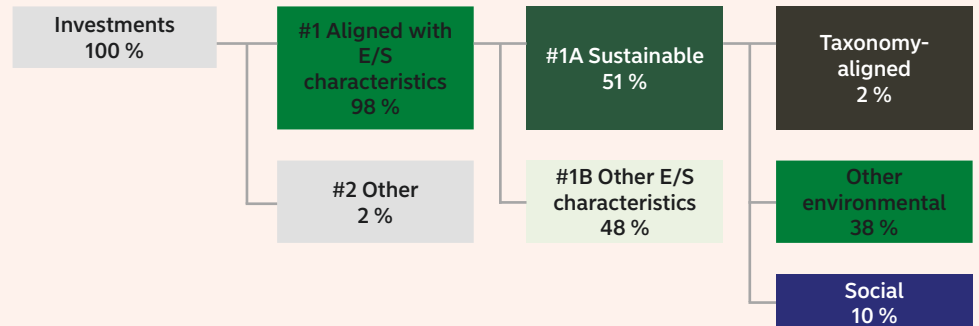 Investments
100 %
#1 Aligned with
E/S
characteristics
98 %
#2 Other
2 %
#1A Sustainable
51 %
#1B Other E/S
characteristics
48 %
Taxonomy-
aligned
2 %
Other
environmental
38 %
Social
10 %